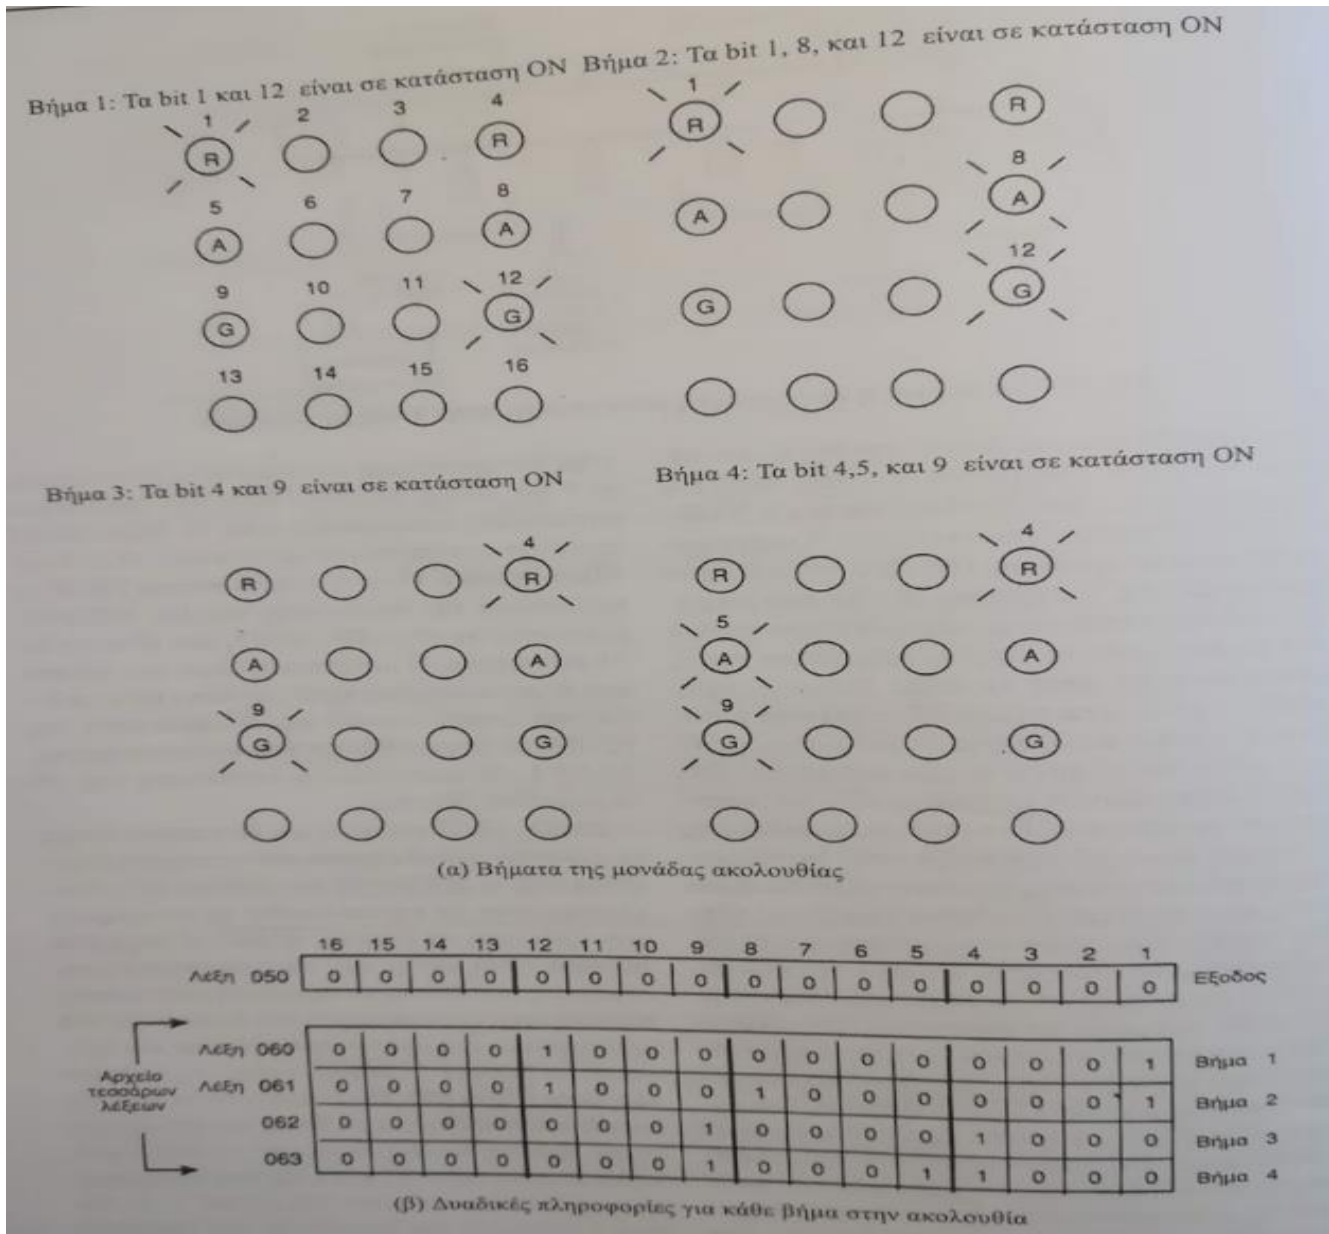 Βήμα 1: Τα bit 1 και 12 είναι σε κατάσταση ON
Βήμα 2: Τα bit 1, 8, και 12 είναι σε κατάσταση ON
1 2 3 4
R R
5 6 7 8
A A
9 10 11 12
G G
13 14 15 16
1
R R
8
A A
12
G G
Βήμα 3: Τα bit 4 και 9 είναι σε κατάσταση ON
Βήμα 4: Τα bit 4,5, και 9 είναι σε κατάσταση ON
4
R R
A A
9
G G
4
R R
5
A A
9
G G
(α) Βήματα της μονάδας ακολουθίας
16 15 14 13 12 11 10 9 8 7 6 5 4 3 2 1
Λέξη 050 0 0 0 0 0 0 0 0 0 0 0 0 0 0 0 0 Εξοδος
Λέξη 060 0 0 0 0 1 0 0 0 0 0 0 0 0 0 0 1 Βήμα 1
Αρχείο
τεσσάρων
λέξεων
Λέξη 061 0 0 0 0 1 0 0 0 1 0 0 0 0 0 0 1 Βήμα 2
062 0 0 0 0 0 0 0 1 0 0 0 0 1 0 0 0 Βήμα 3
063 0 0 0 0 0 0 0 1 0 0 0 1 1 0 0 0 Βήμα 4
(β) Δυαδικές πληροφορίες για κάθε βήμα στην ακολουθία